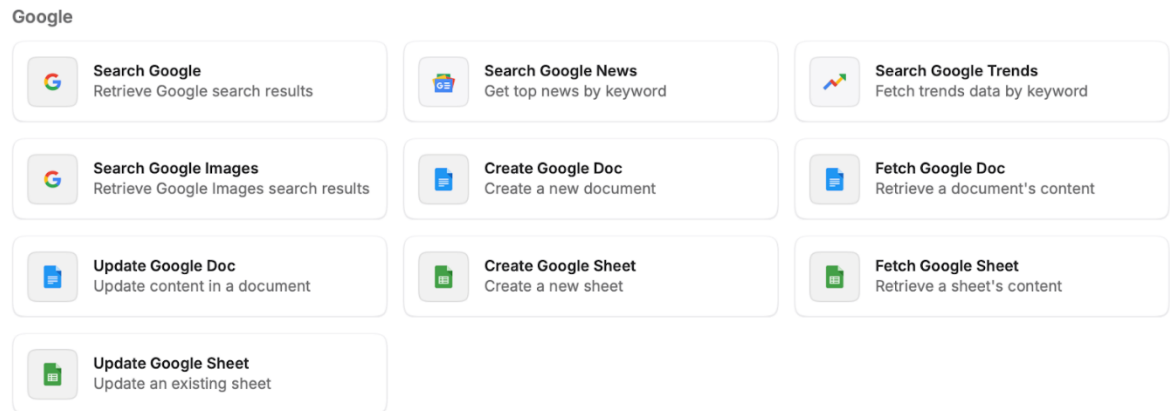 Google
Search Google
Retrieve Google search results
Search Google News
Get top news by keyword
Search Google Trends
Fetch trends data by keyword
Search Google Images
Retrieve Google Images search results
Create Google Doc
Create a new document
Fetch Google Doc
Retrieve a document's content
Update Google Doc
Update content in a document
Create Google Sheet
Create a new sheet
Fetch Google Sheet
Retrieve a sheet's content
Update Google Sheet
Update an existing sheet